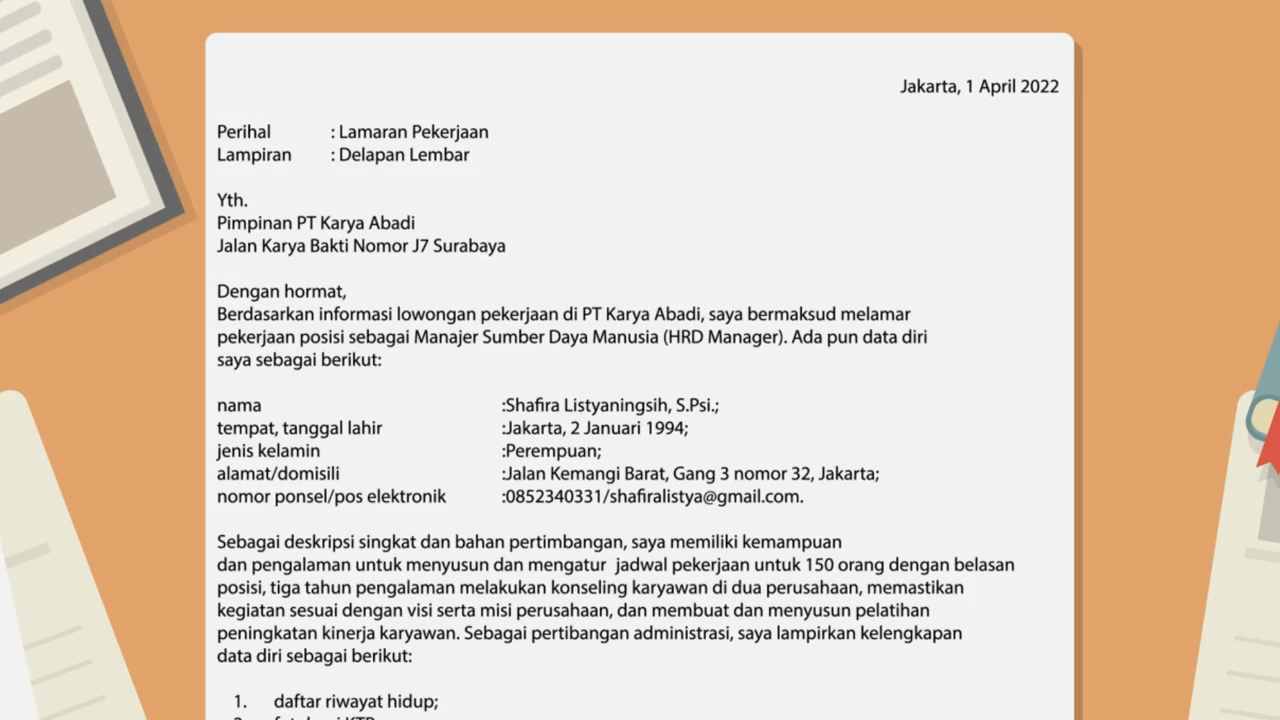 Jakarta, 1 April 2022
Perihal : Lamaran Pekerjaan
Lampiran : Delapan Lembar
Yth.
Pimpinan PT Karya Abadi
Jalan Karya Bakti Nomor J7 Surabaya
Dengan hormat,
Berdasarkan informasi lowongan pekerjaan di PT Karya Abadi, saya bermaksud melamar
pekerjaan posisi sebagai Manajer Sumber Daya Manusia (HRD Manager). Ada pun data diri
saya sebagai berikut:
nama :Shafira Listyaningsih, S.Psi.;
tempat, tanggal lahir :Jakarta, 2 Januari 1994;
jenis kelamin :Perempuan;
alamat/domisili :Jalan Kemangi Barat, Gang 3 nomor 32, Jakarta;
nomor ponsel/pos elektronik :0852340331/shafiralistya@gmail.com.
Sebagai deskripsi singkat dan bahan pertimbangan, saya memiliki kemampuan
dan pengalaman untuk menyusun dan mengatur jadwal pekerjaan untuk 150 orang dengan belasan
posisi, tiga tahun pengalaman melakukan konseling karyawan di dua perusahaan, memastikan
kegiatan sesuai dengan visi serta misi perusahaan, dan membuat dan menyusun pelatihan
peningkatan kinerja karyawan. Sebagai pertibangan administrasi, saya lampirkan kelengkapan
data diri sebagai berikut:
1. daftar riwayat hidup;